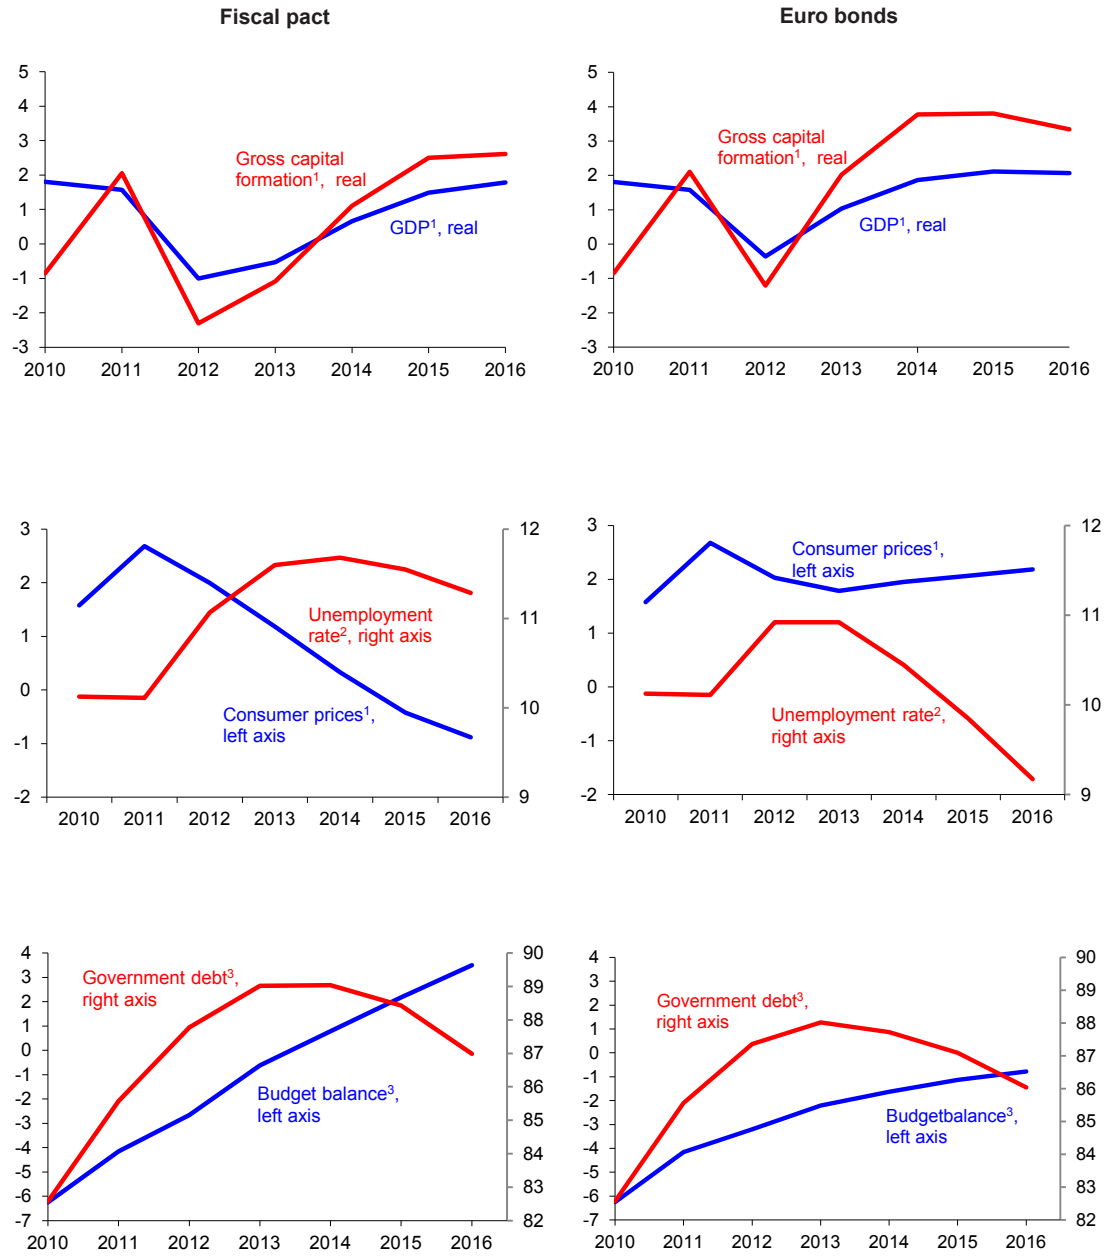 Fiscal pact
Euro bonds
5
4
3
2
1
0
-1
-2
-3
Gross capital
formation¹, real
GDP¹, real
2010 2011 2012 2013 2014 2015 2016
5
4
3
2
1
0
-1
-2
-3
Gross capital
formation¹, real
GDP¹, real
2010 2011 2012 2013 2014 2015 2016
3
2
1
0
-1
-2
Unemployment
rate², right axis
Consumer prices¹,
left axis
12
11
10
9
2010 2011 2012 2013 2014 2015 2016
3
2
1
0
-1
-2
Consumer prices¹,
left axis
Unemployment rate²,
right axis
12
11
10
9
2010 2011 2012 2013 2014 2015 2016
4
3
2
1
0
-1
-2
-3
-4
-5
-6
-7
Government debt³,
right axis
Budget balance³,
left axis
90
89
88
87
86
85
84
83
82
2010 2011 2012 2013 2014 2015 2016
4
3
2
1
0
-1
-2
-3
-4
-5
-6
-7
Government debt³,
right axis
Budgetbalance³,
left axis
90
89
88
87
86
85
84
83
82
2010 2011 2012 2013 2014 2015 2016